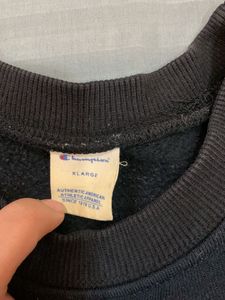 Champion
XLARGE
AUTHENTIC AMERICAN
ATHLETIC APPAREL
SINCE 1919 U.S.A.